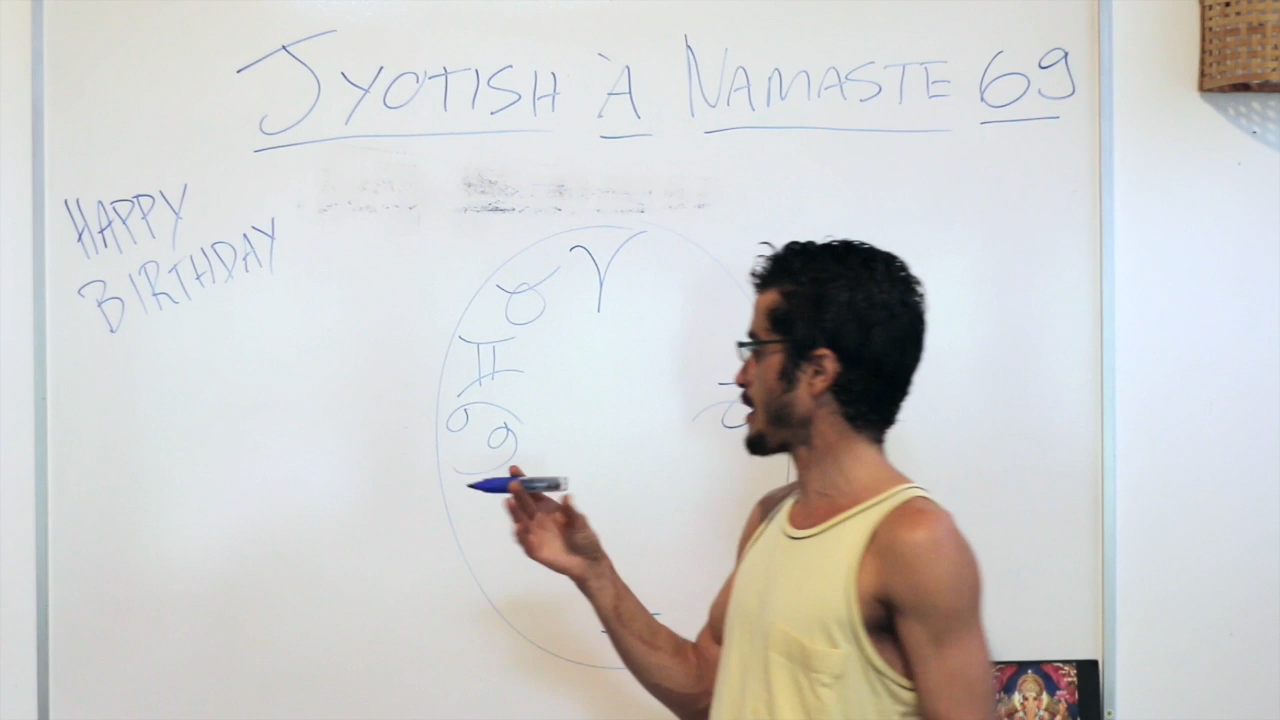 JYOTISH À NAMASTE 69
HAPPY
BIRTHDAY
♈
♉
♊
♋